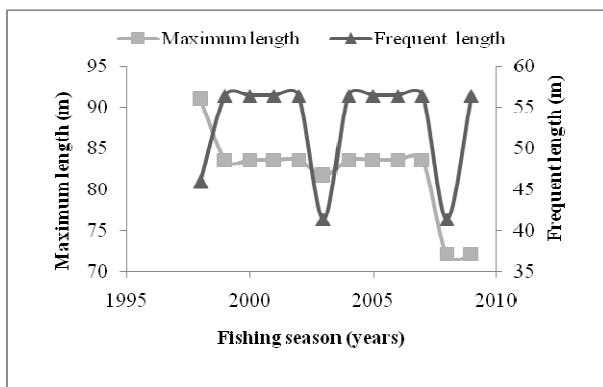 Maximum length Frequent length
95 60
90 55
85 50
80 45
75 40
70 35
1995 2000 2005 2010
Maximum length (m)
Frequent length (m)
Fishing season (years)